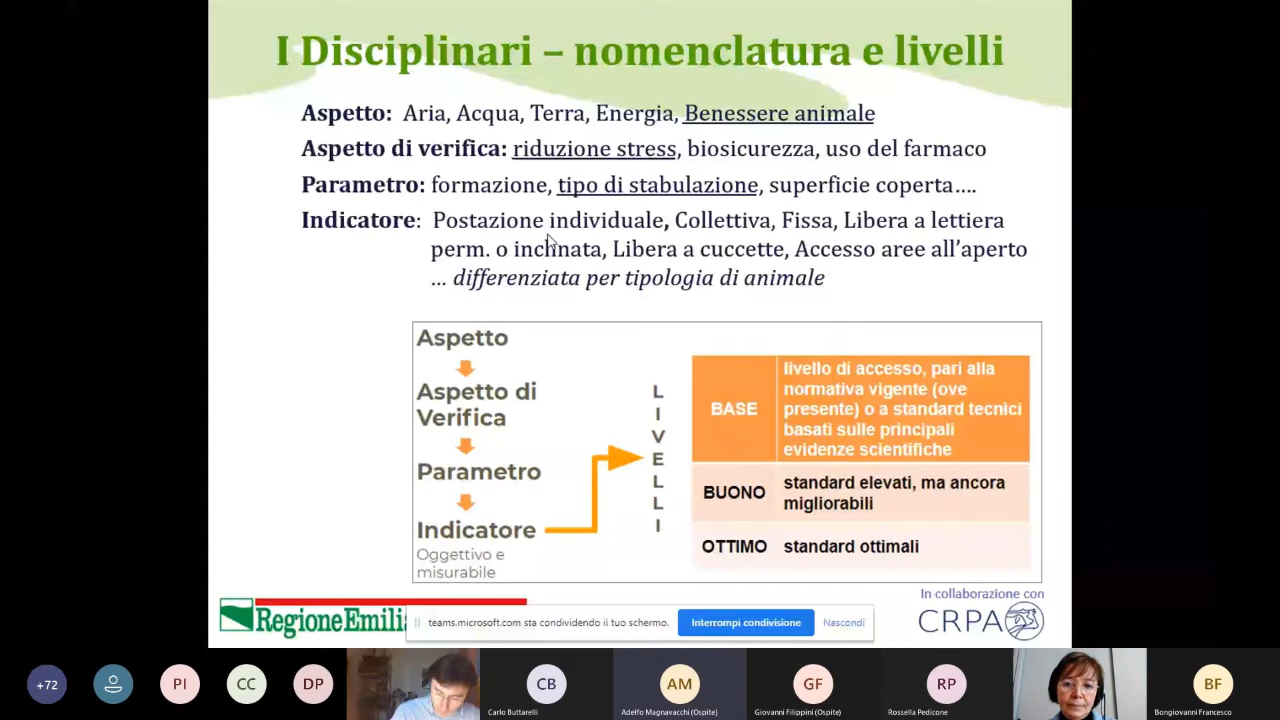 I Disciplinari – nomenclatura e livelli
Aspetto: Aria, Acqua, Terra, Energia, Benessere animale
Aspetto di verifica: riduzione stress, biosicurezza, uso del farmaco
Parametro: formazione, tipo di stabulazione, superficie coperta….
Indicatore: Postazione individuale, Collettiva, Fissa, Libera a lettiera
perm. o inclinata, Libera a cuccette, Accesso aree all’aperto
… differenziata per tipologia di animale
Aspetto
Aspetto di
Verifica
Parametro
Indicatore
Oggettivo e
misurabile
LIVELLI
BASE
livello di accesso, pari alla
normativa vigente (ove
presente) o a standard tecnici
basati sulle principali
evidenze scientifiche
BUONO
standard elevati, ma ancora
migliorabili
OTTIMO
standard ottimali
RegioneEmili
teams.microsoft.com sta condividendo il tuo schermo.
Interrompi condivisione
Nascondi
In collaborazione con
CRPA
+72
PI
CC
DP
CB
Carlo Buttarelli
AM
Adelfo Magnavacchi (Ospite)
GF
Giovanni Filippini (Ospite)
RP
Rossella Pedicone
BF
Bongiovanni Francesco